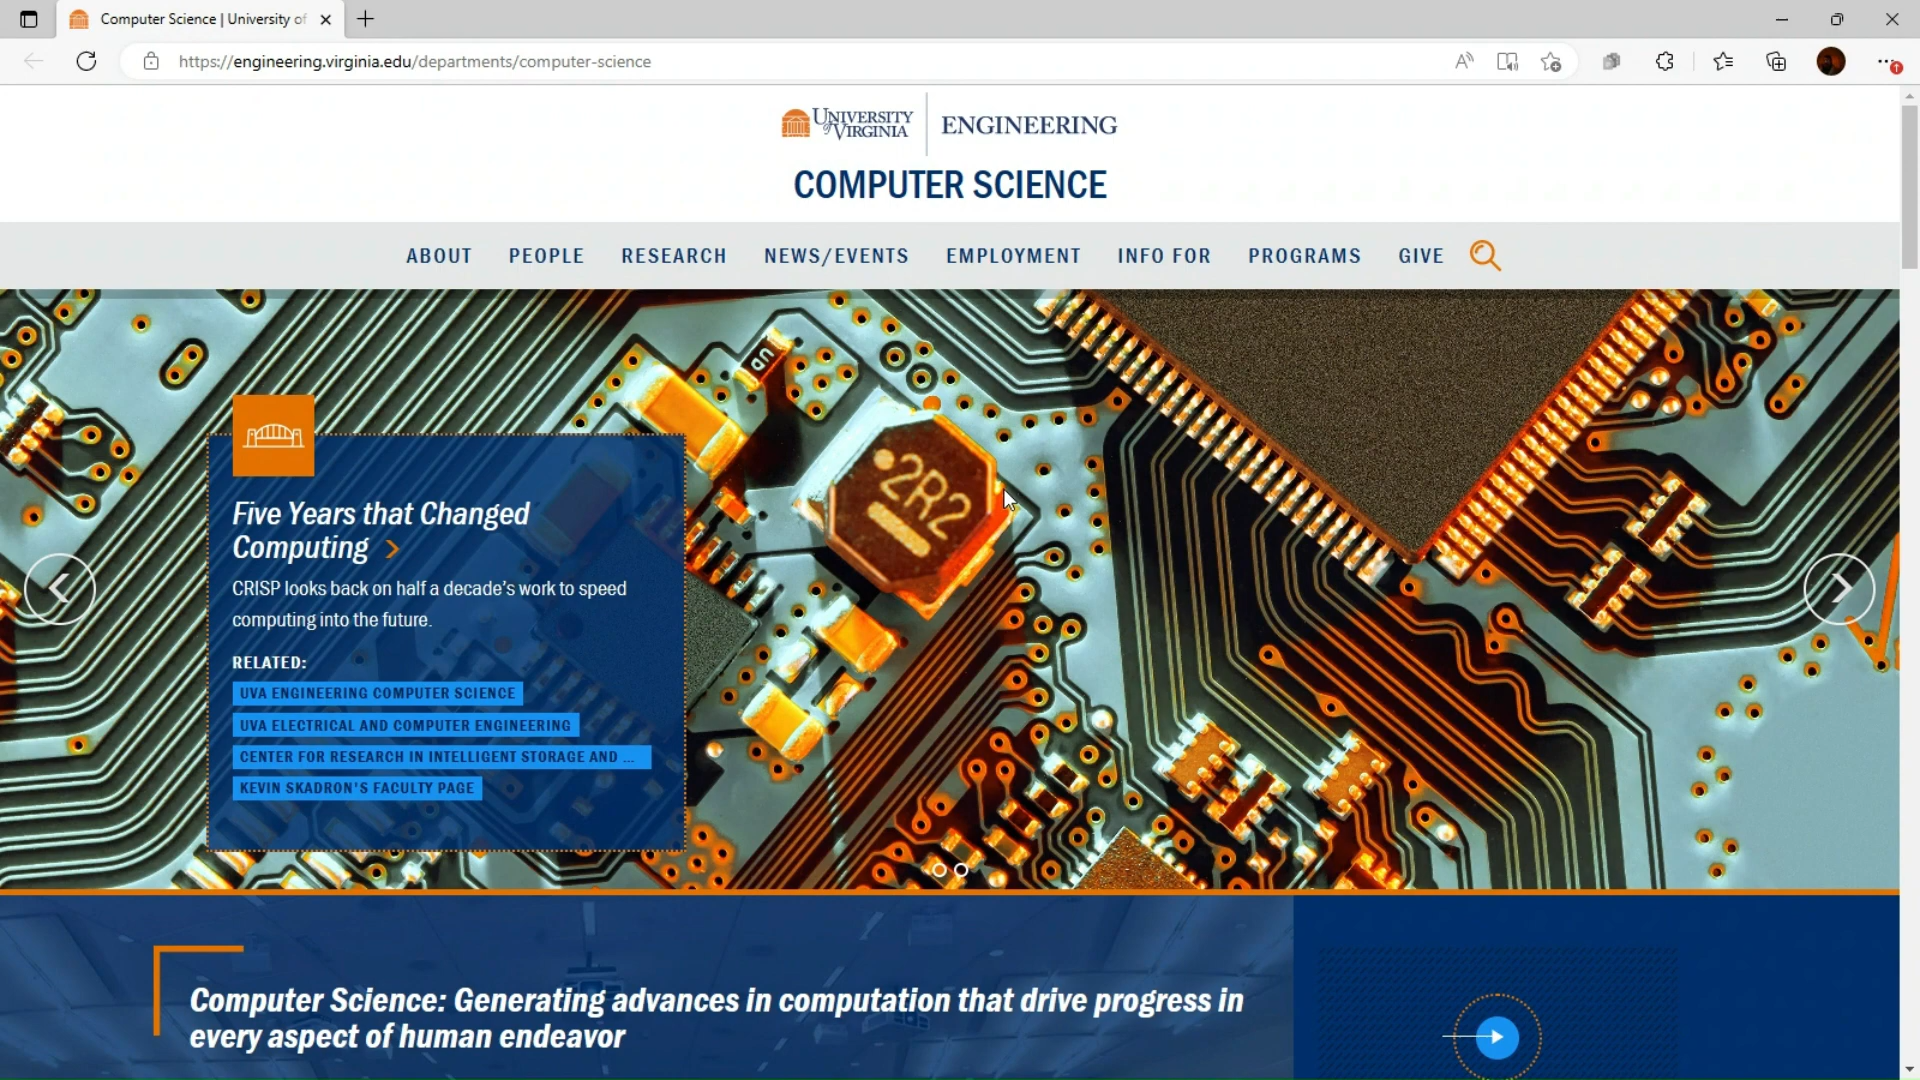 Computer Science | University of
https://engineering.virginia.edu/departments/computer-science
UNIVERSITY of VIRGINIA ENGINEERING
COMPUTER SCIENCE
ABOUT PEOPLE RESEARCH NEWS/EVENTS EMPLOYMENT INFO FOR PROGRAMS GIVE
an
2R2
Five Years that Changed
Computing >
CRISP looks back on half a decade's work to speed
computing into the future.
RELATED:
UVA ENGINEERING COMPUTER SCIENCE
UVA ELECTRICAL AND COMPUTER ENGINEERING
CENTER FOR RESEARCH IN INTELLIGENT STORAGE AND ...
KEVIN SKADRON'S FACULTY PAGE
Computer Science: Generating advances in computation that drive progress in
every aspect of human endeavor